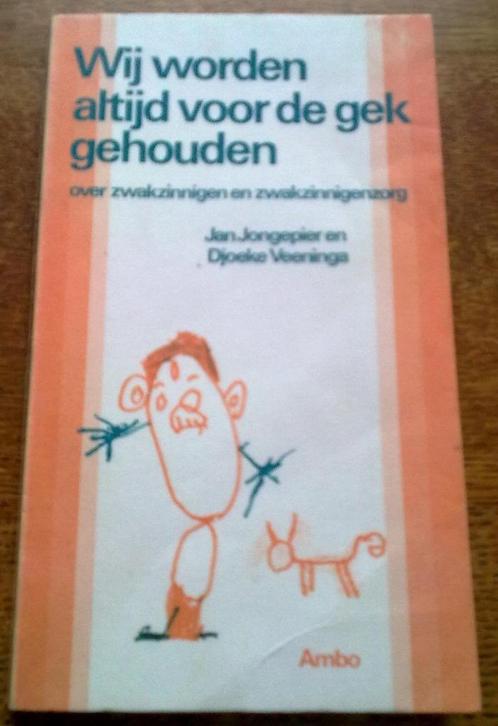 Wij worden
altijd voor de gek
gehouden
over zwakzinnigen en zwakzinnigenzorg
Jan Jongepier en
Djoeke Veeninga
Ambo